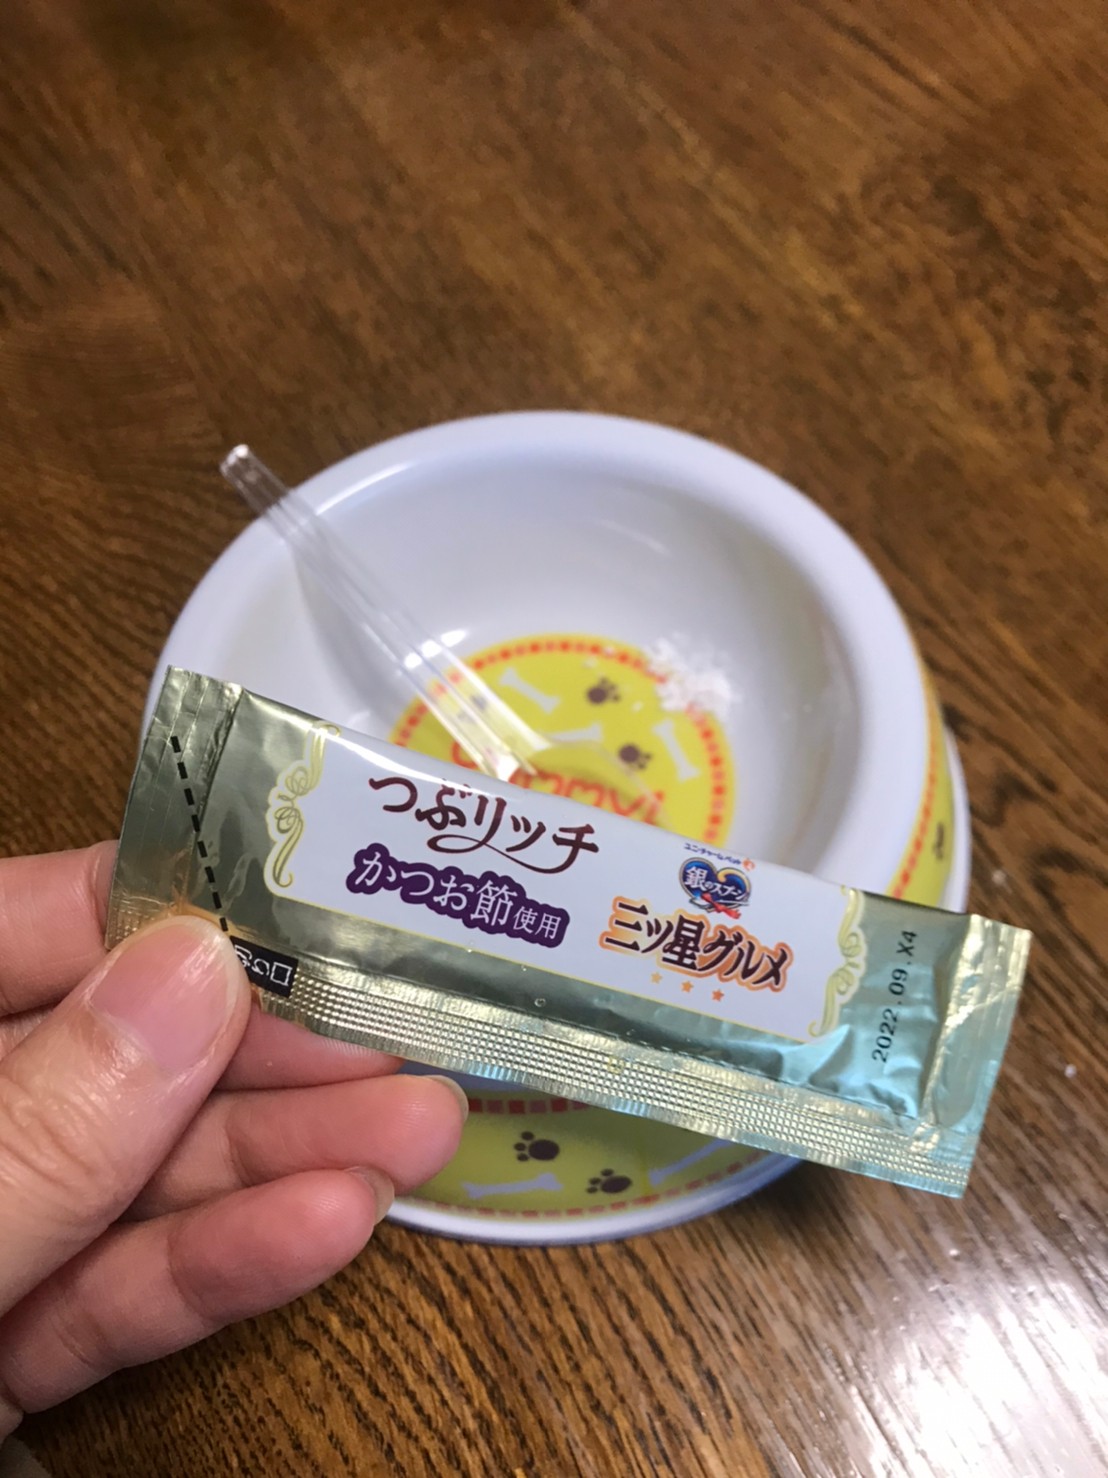 つぶリッチ
かつお節使用
ユニ・チャーム ペット
銀のスプーン
三ツ星グルメ
2022.09.X4